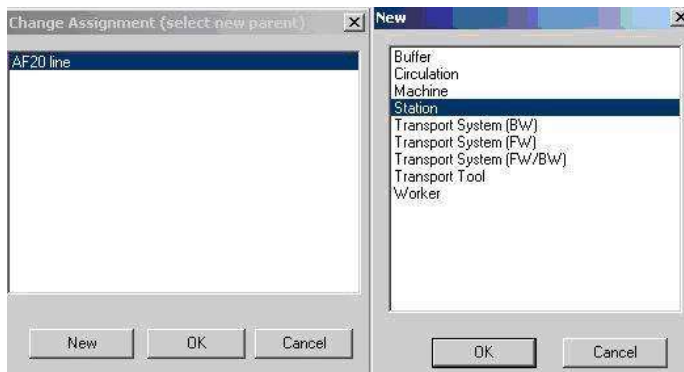 Change Assignment (select new parent)
AF20 line
New
OK
Cancel
New
Buffer
Circulation
Machine
Station
Transport System (BW)
Transport System (FW)
Transport System (FW/BW)
Transport Tool
Worker
OK
Cancel